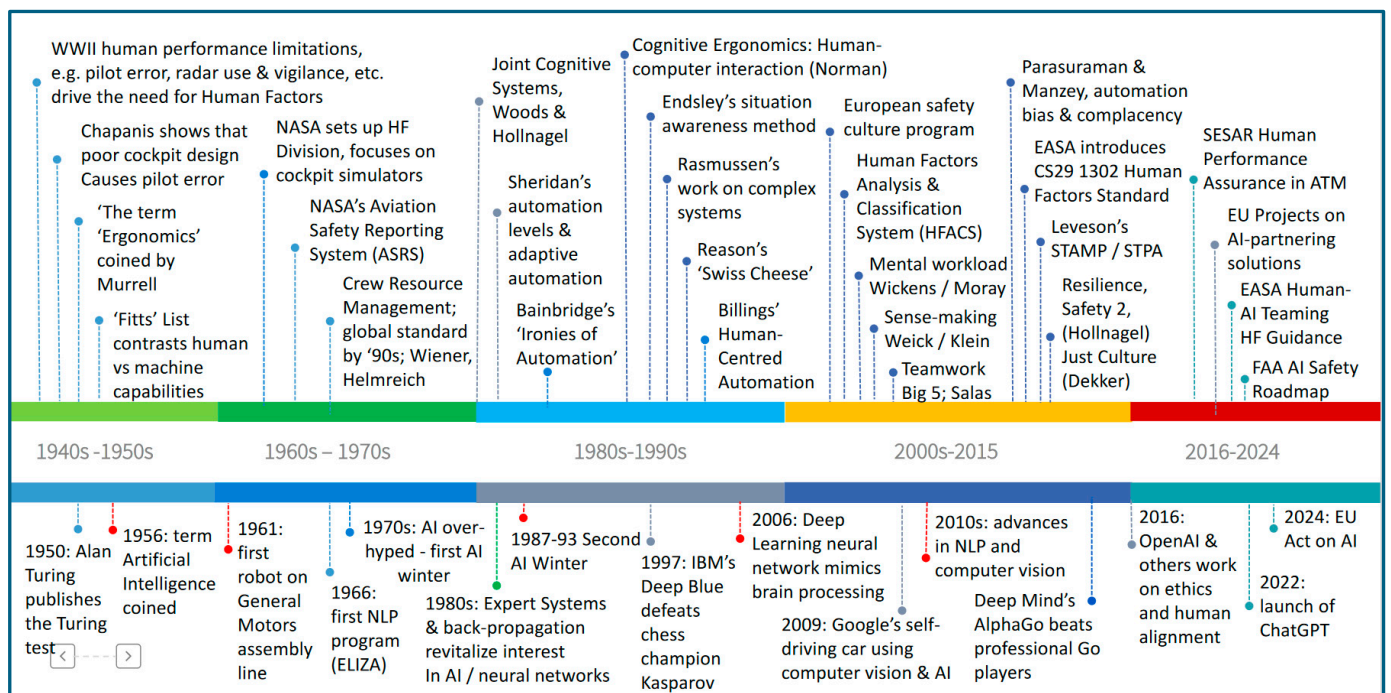 WWII human performance limitations,
e.g. pilot error, radar use & vigilance, etc.
drive the need for Human Factors
Chapanis shows that
poor cockpit design
Causes pilot error
‘The term
‘Ergonomics’
coined by
Murrell
‘Fitts’ List
contrasts human
vs machine
capabilities
NASA sets up HF
Division, focuses on
cockpit simulators
NASA’s Aviation
Safety Reporting
System (ASRS)
Crew Resource
Management;
global standard
by ‘90s; Wiener,
Helmreich
Joint Cognitive
Systems,
Woods &
Hollnagel
Sheridan’s
automation
levels &
adaptive
automation
Bainbridge’s
‘Ironies of
Automation’
Cognitive Ergonomics: Human-
computer interaction (Norman)
Endsley’s situation
awareness method
Rasmussen’s
work on complex
systems
Reason’s
‘Swiss Cheese’
Billings’
Human-
Centred
Automation
European safety
culture program
Human Factors
Analysis &
Classification
System (HFACS)
Mental workload
Wickens / Moray
Sense-making
Weick / Klein
Teamwork
Big 5; Salas
Parasuraman &
Manzey, automation
bias & complacency
EASA introduces
CS29 1302 Human
Factors Standard
Leveson’s
STAMP / STPA
Resilience,
Safety 2,
(Hollnagel)
Just Culture
(Dekker)
SESAR Human
Performance
Assurance in ATM
EU Projects on
AI-partnering
solutions
EASA Human-
AI Teaming
HF Guidance
FAA AI Safety
Roadmap
1940s -1950s
1960s – 1970s
1980s-1990s
2000s-2015
2016-2024
1950: Alan
Turing
publishes
the Turing
test
1956: term
Artificial
Intelligence
coined
1961:
first
robot on
General
Motors
assembly
line
1966:
first NLP
program
(ELIZA)
1970s: AI over-
hyped - first AI
winter
1980s: Expert Systems
& back-propagation
revitalize interest
In AI / neural networks
1987-93 Second
AI Winter
1997: IBM’s
Deep Blue
defeats
chess
champion
Kasparov
2006: Deep
Learning neural
network mimics
brain processing
2009: Google’s self-
driving car using
computer vision & AI
2010s: advances
in NLP and
computer vision
Deep Mind’s
AlphaGo beats
professional Go
players
2016:
OpenAI &
others work
on ethics
and human
alignment
2022:
launch of
ChatGPT
2024: EU
Act on AI